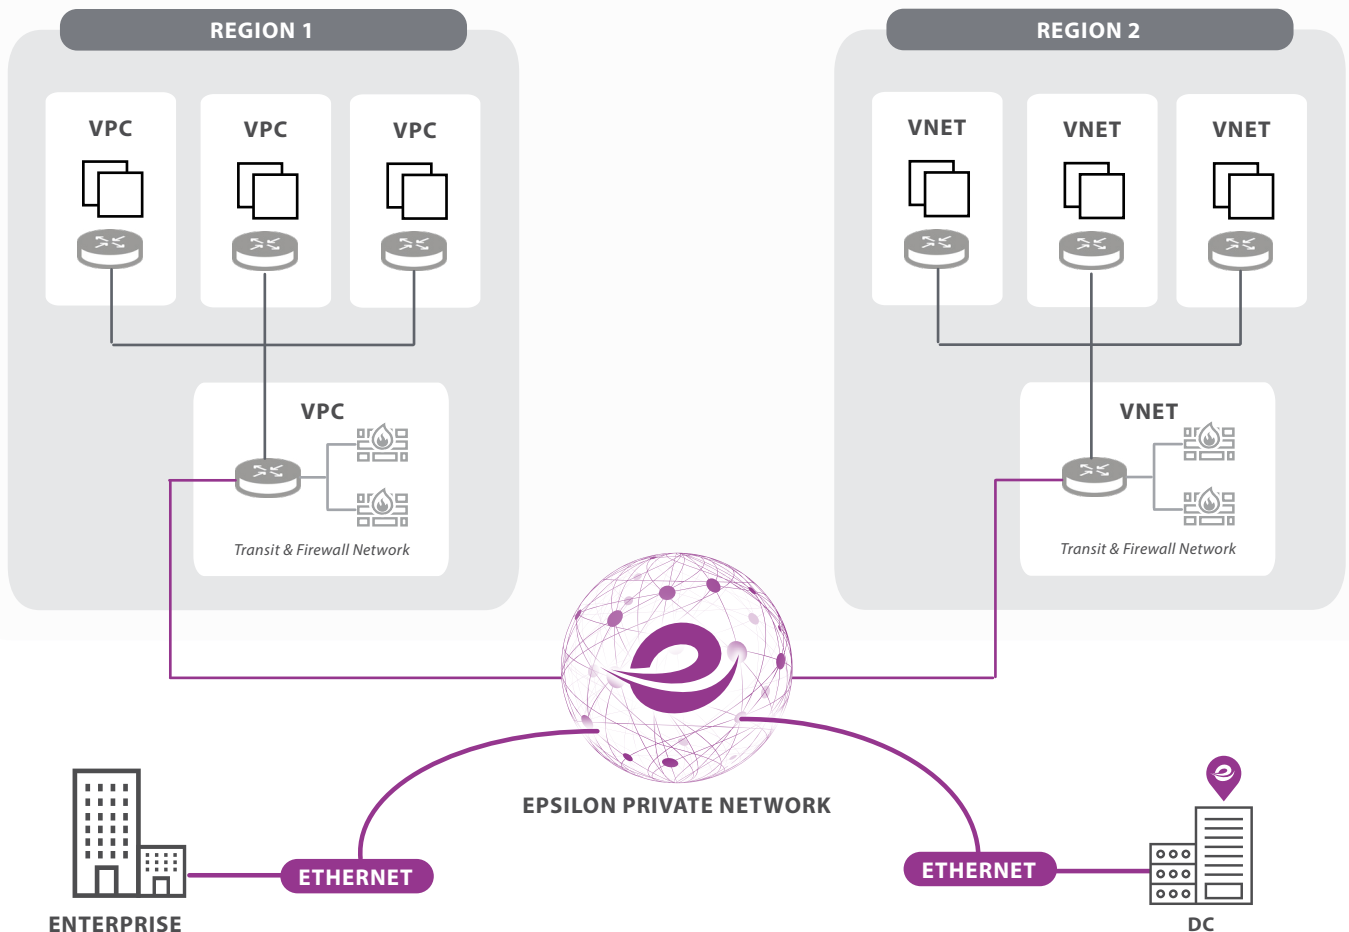 REGION 1
REGION 2
VPC
VPC
VPC
VNET
VNET
VNET
VPC
Transit & Firewall Network
VNET
Transit & Firewall Network
EPSILON PRIVATE NETWORK
ETHERNET
ETHERNET
ENTERPRISE
DC